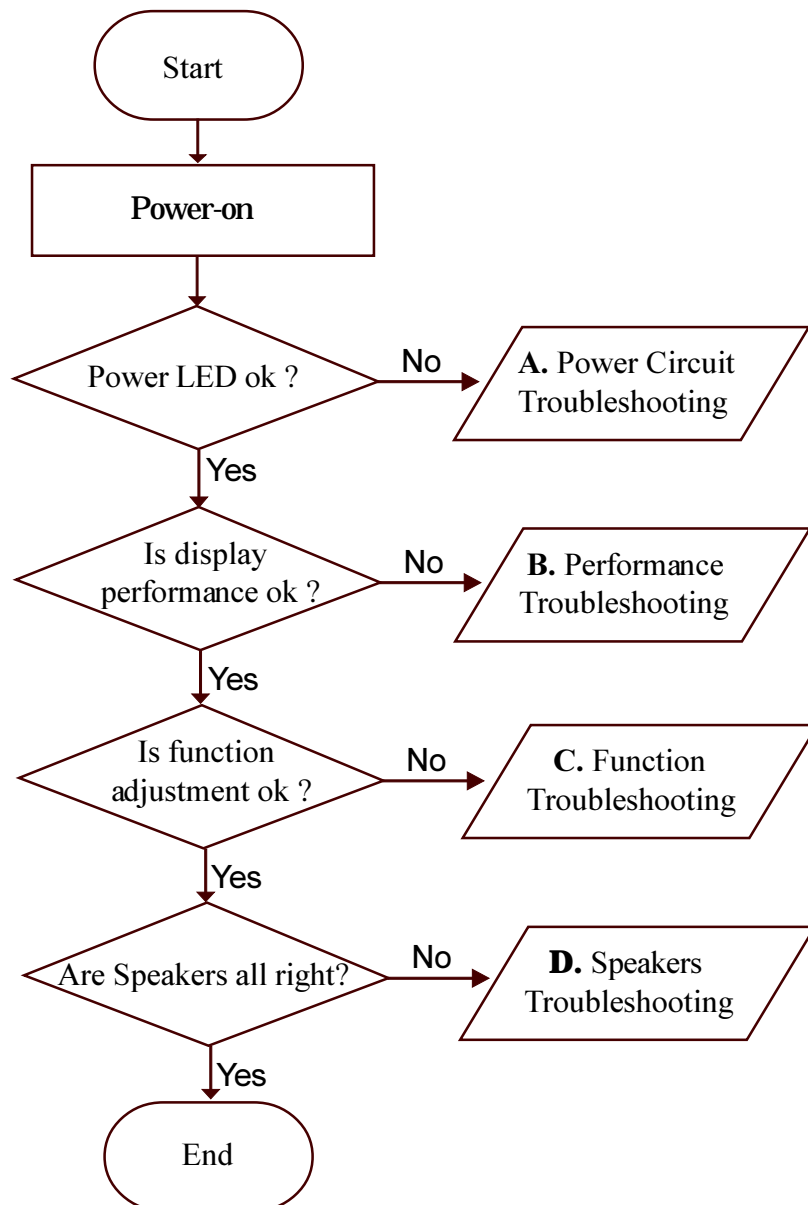 Start
Power-on
Power LED ok ?
No
A. Power Circuit
Troubleshooting
Yes
Is display
performance ok ?
No
B. Performance
Troubleshooting
Yes
Is function
adjustment ok ?
No
C. Function
Troubleshooting
Yes
Are Speakers all right?
No
D. Speakers
Troubleshooting
Yes
End